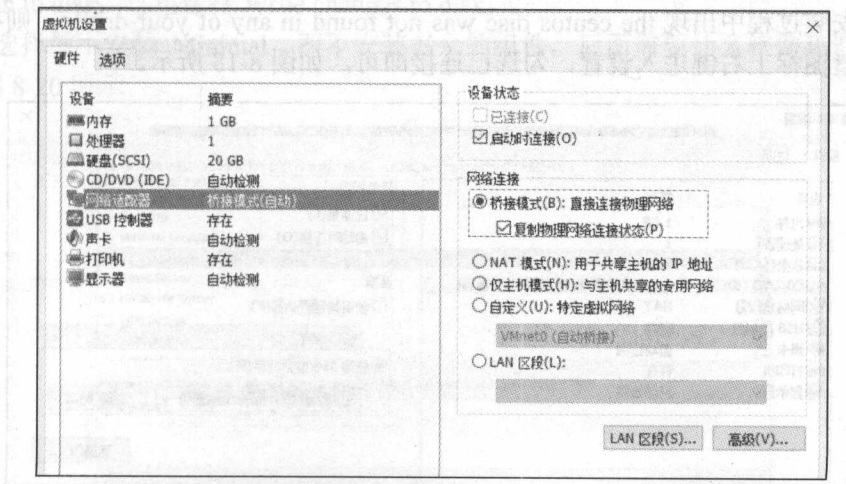 虚拟机设置
硬件 选项
设备 摘要
内存 1 GB
处理器 1
硬盘(SCSI) 20 GB
CD/DVD (IDE) 自动检测
网络适配器 桥接模式(自动)
USB 控制器 存在
声卡 自动检测
打印机 存在
显示器 自动检测
设备状态
已连接(C)
启动时连接(O)
网络连接
桥接模式(B): 直接连接物理网络
复制物理网络连接状态(P)
NAT 模式(N): 用于共享主机的 IP 地址
仅主机模式(H): 与主机共享的专用网络
自定义(U): 特定虚拟网络
VMnet0 (自动桥接)
LAN 区段(L):
LAN 区段(S)... 高级(V)...